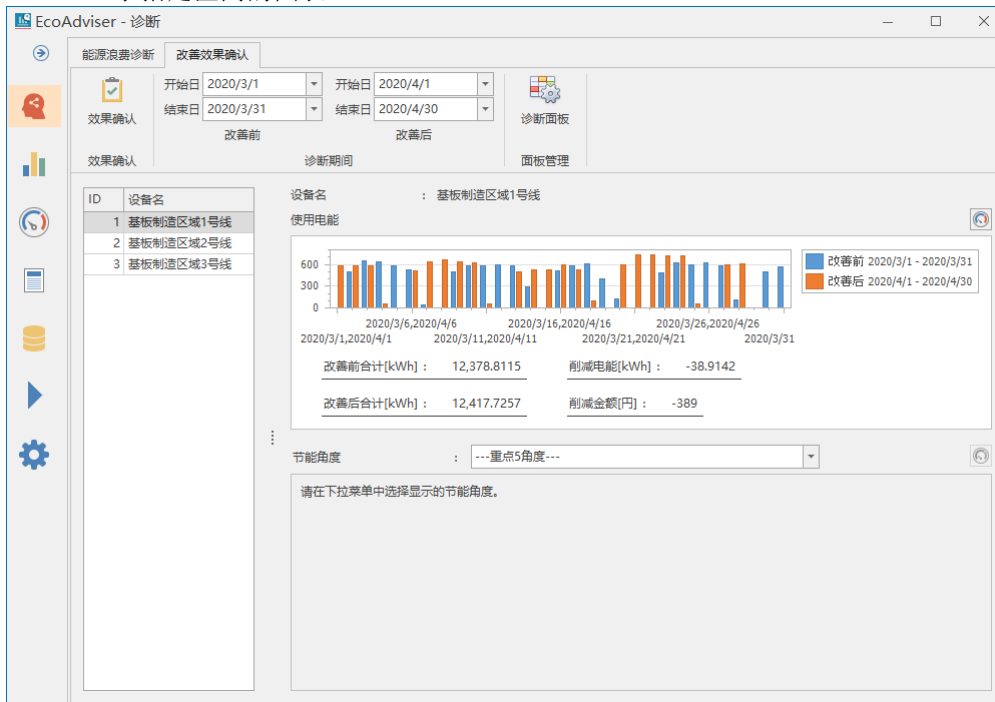 EcoAdviser - 诊断
能源浪费诊断 改善效果确认
效果确认
开始日 2020/3/1 开始日 2020/4/1
结束日 2020/3/31 结束日 2020/4/30
改善前 改善后
诊断面板
效果确认 诊断期间 面板管理
ID 设备名
1 基板制造区域1号线
2 基板制造区域2号线
3 基板制造区域3号线
设备名 : 基板制造区域1号线
使用电能
600
300
0
2020/3/6,2020/4/6 2020/3/16,2020/4/16 2020/3/26,2020/4/26
2020/3/1,2020/4/1 2020/3/11,2020/4/11 2020/3/21,2020/4/21 2020/3/31
改善前 2020/3/1 - 2020/3/31
改善后 2020/4/1 - 2020/4/30
改善前合计[kWh] : 12,378.8115 削减电能[kWh] : -38.9142
改善后合计[kWh] : 12,417.7257 削减金额[円] : -389
节能角度 : ---重点5角度---
请在下拉菜单中选择显示的节能角度。